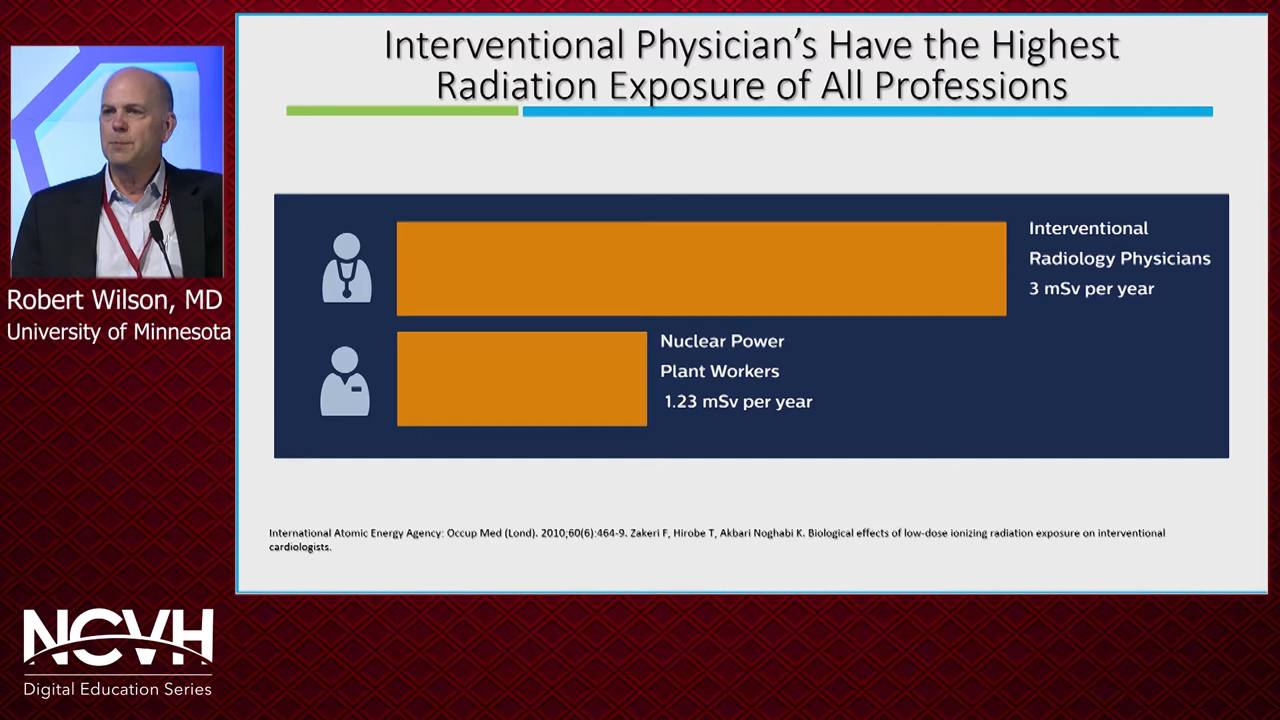 Interventional Physician’s Have the Highest
Radiation Exposure of All Professions
Robert Wilson, MD
University of Minnesota
Interventional
Radiology Physicians
3 mSv per year
Nuclear Power
Plant Workers
1.23 mSv per year
International Atomic Energy Agency: Occup Med (Lond). 2010;60(6):464-9. Zakeri F, Hirobe T, Akbari Noghabi K. Biological effects of low-dose ionizing radiation exposure on interventional
cardiologists.
NCVH
Digital Education Series